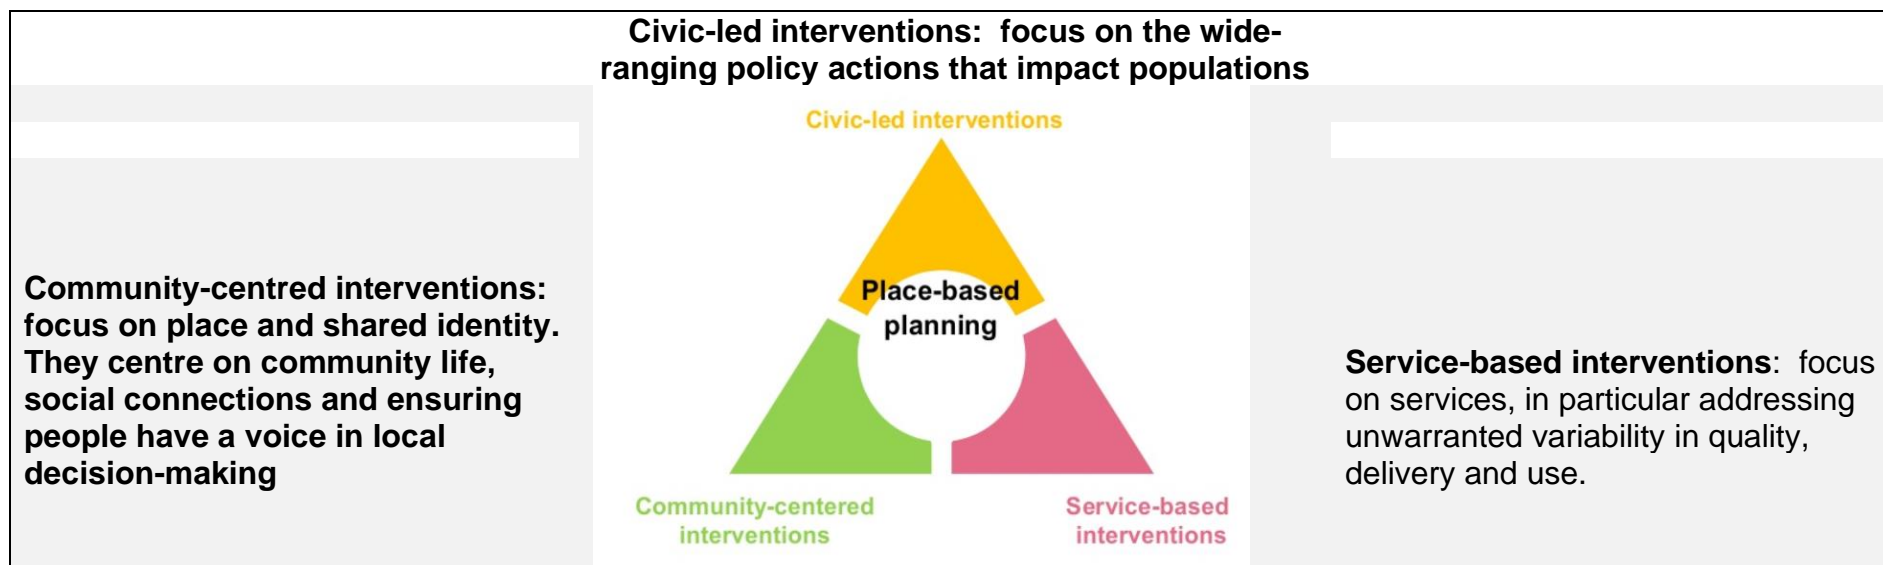 Civic-led interventions:  focus on the wide-
ranging policy actions that impact populations
Community-centred interventions:
focus on place and shared identity.
They centre on community life,
social connections and ensuring
people have a voice in local
decision-making
Civic-led interventions
Place-based
planning
Community-centered
interventions
Service-based
interventions
Service-based interventions:  focus
on services, in particular addressing
unwarranted variability in quality,
delivery and use.